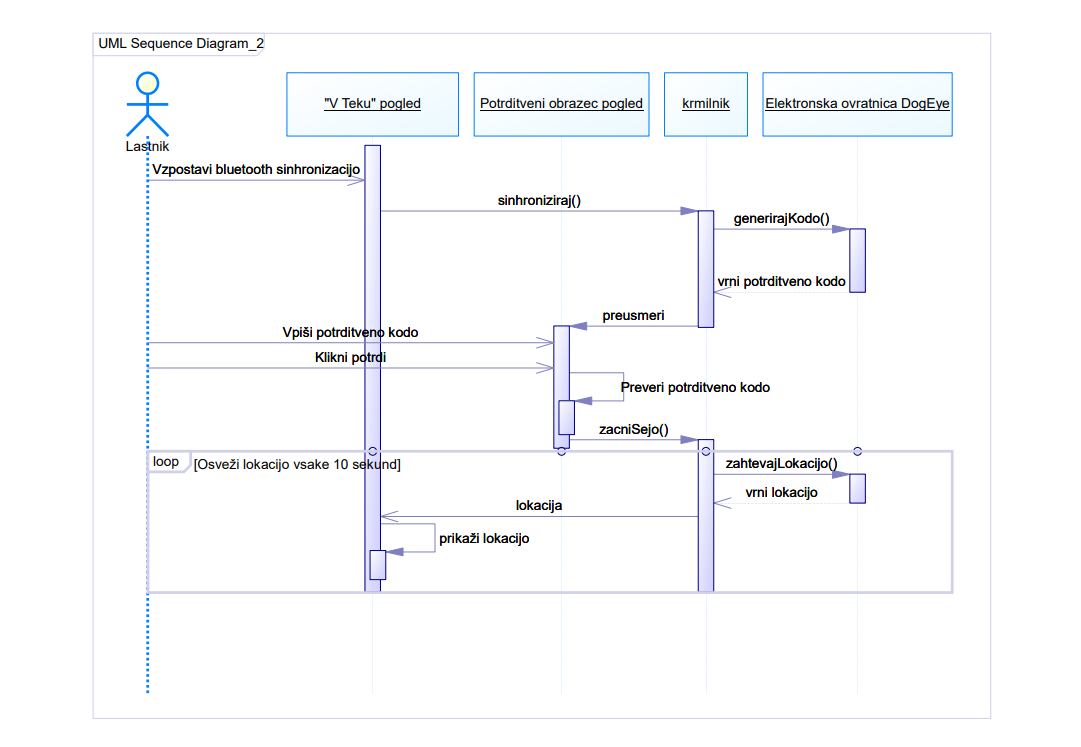 UML Sequence Diagram_2
"V Teku" pogled
Potrditveni obrazec pogled
krmilnik
Elektronska ovratnica DogEye
Lastnik
Vzpostavi bluetooth sinhronizacijo
sinhroniziraj()
generirajKodo()
vrni potrditveno kodo
preusmeri
Vpiši potrditveno kodo
Klikni potrdi
Preveri potrditveno kodo
zacniSejo()
loop
[Osveži lokacijo vsake 10 sekund]
zahtevajLokacijo()
vrni lokacijo
lokacija
prikaži lokacijo